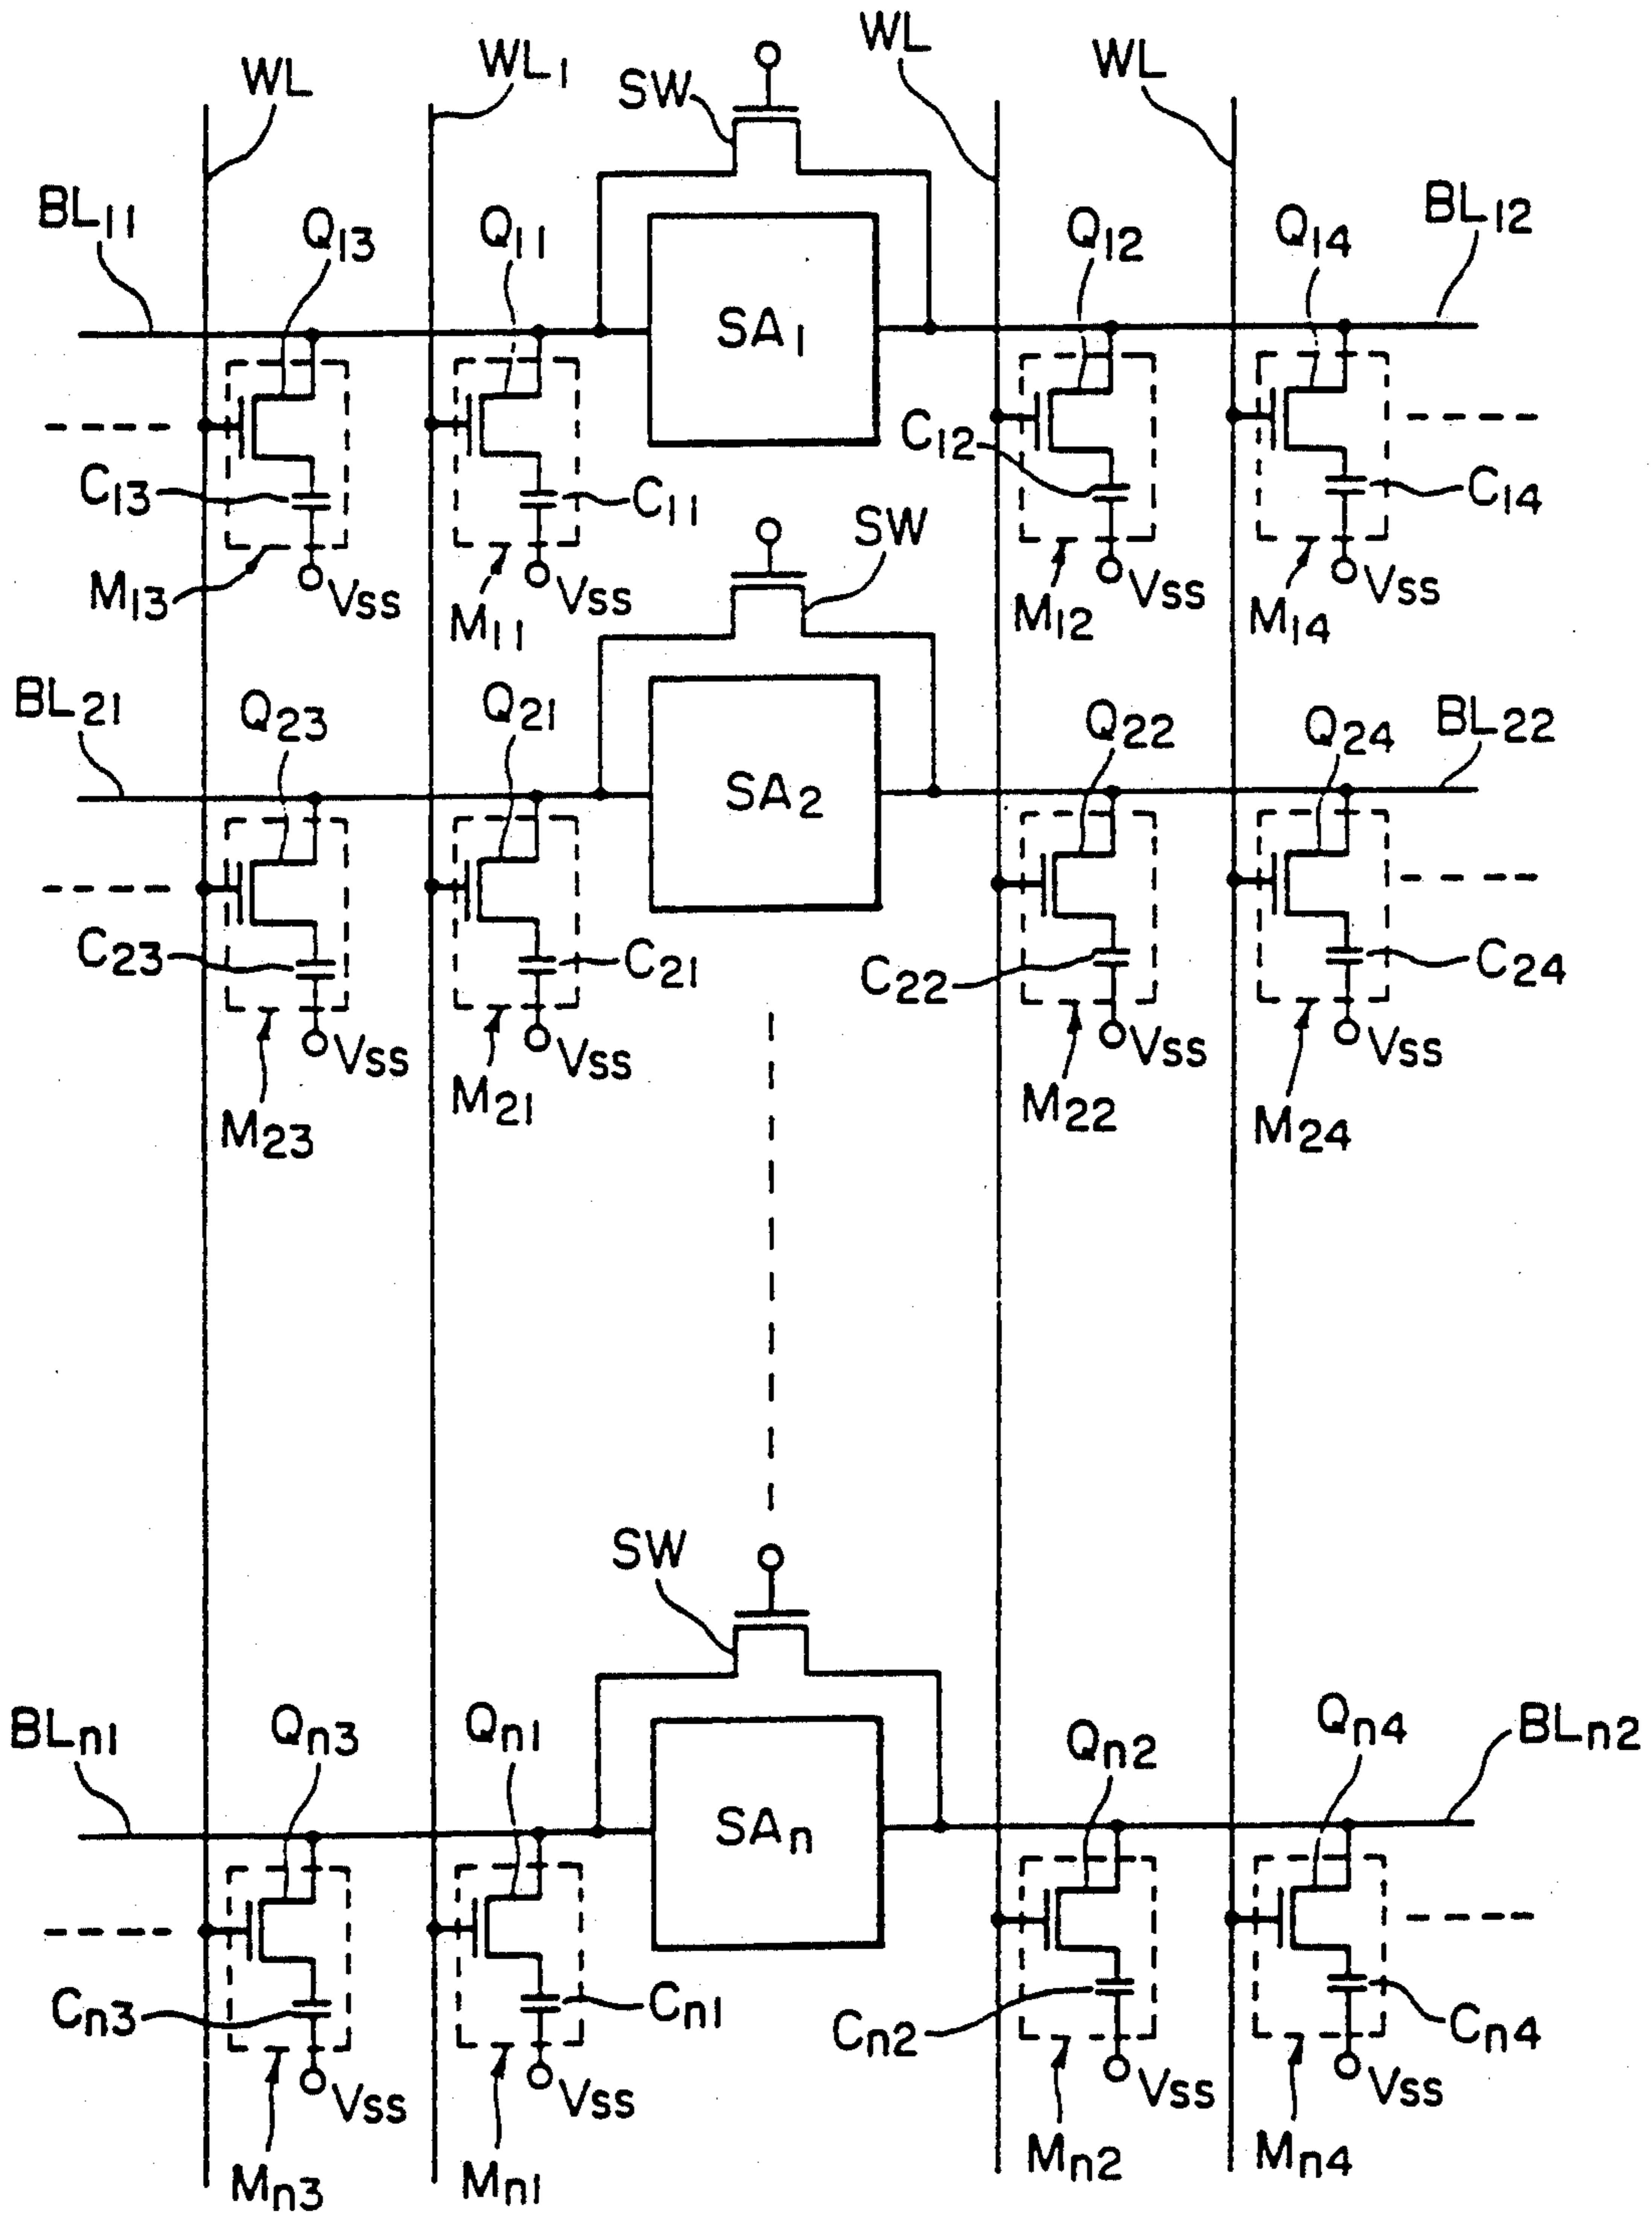 WL WL1 SW WL WL
BL11 Q13 Q11 SA1 Q12 Q14 BL12
C13 C11 C12 C14
M13 VSS M11 VSS SW M12 VSS M14 VSS
BL21 Q23 Q21 SA2 Q22 Q24 BL22
C23 C21 C22 C24
M23 VSS M21 VSS M22 VSS M24 VSS
SW
BLn1 Qn3 Qn1 SAn Qn2 Qn4 BLn2
Cn3 Cn1 Cn2 Cn4
Mn3 VSS Mn1 VSS Mn2 VSS Mn4 VSS